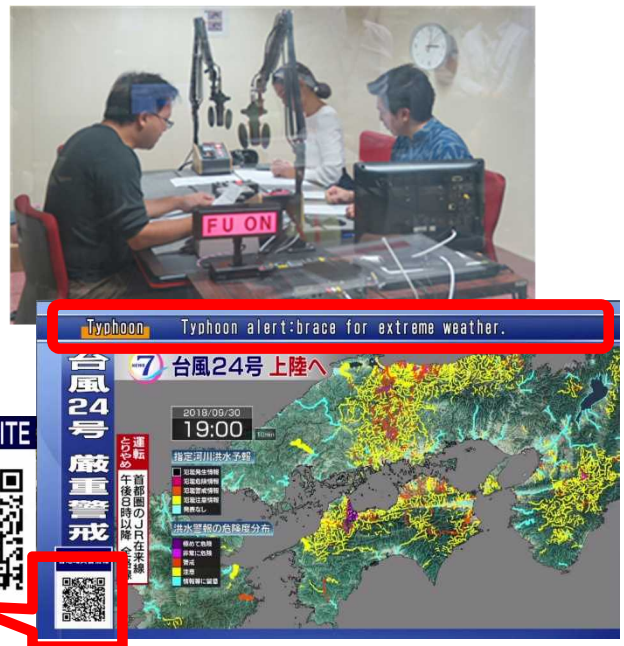 FU ON
Typhoon
Typhoon alert:brace for extreme weather.
台風24号 厳重警戒
NEWS 7
台風24号 上陸へ
2018/09/30
19:00
10min
運転とりやめ
首都圏のJR在来線
午後8時以降
指定河川洪水予報
氾濫発生情報
氾濫危険情報
氾濫警戒情報
氾濫注意情報
発表なし
洪水警報の危険度分布
極めて危険
非常に危険
警戒
注意
情報等に留意
ITE